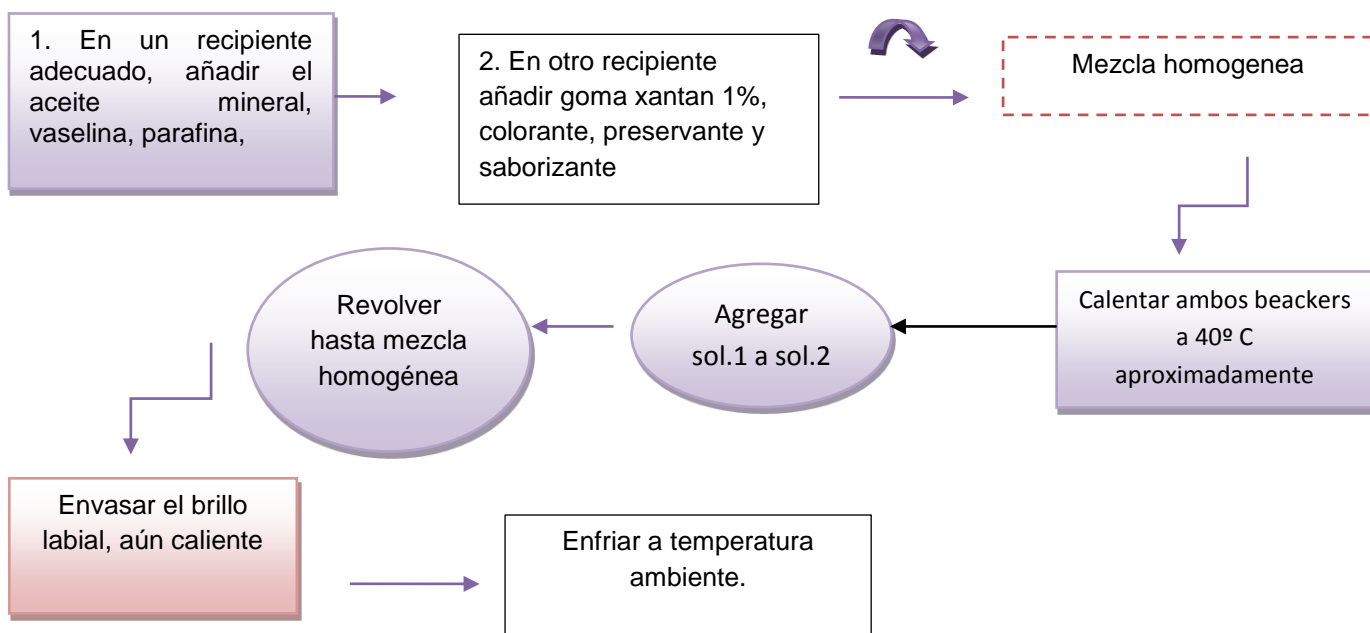 1. En un recipiente
adecuado, añadir el
aceite mineral,
vaselina, parafina,
2. En otro recipiente
añadir goma xantan 1%,
colorante, preservante y
saborizante
Mezcla homogenea
Calentar ambos beackers
a 40º C
aproximadamente
Agregar
sol.1 a sol.2
Revolver
hasta mezcla
homogénea
Envasar el brillo
labial, aún caliente
Enfriar a temperatura
ambiente.